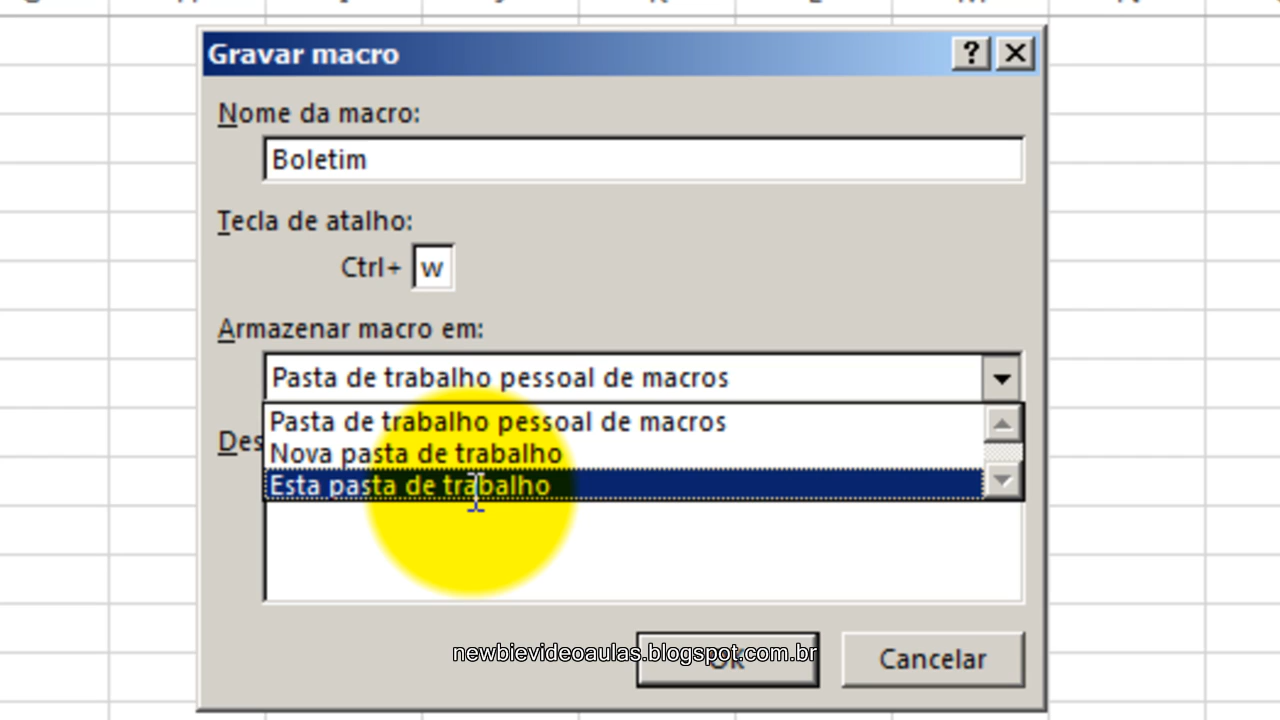 Gravar macro
Nome da macro:
Boletim
Tecla de atalho:
Ctrl+ w
Armazenar macro em:
Pasta de trabalho pessoal de macros
Pasta de trabalho pessoal de macros
Nova pasta de trabalho
Des
Esta pasta de trabalho
newbievideoaulas.blogspot.com.br
Ok
Cancelar